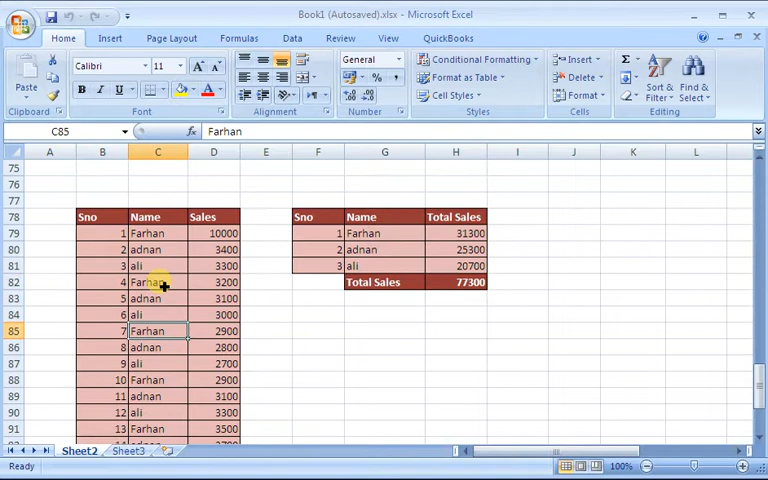 Book1 (Autosaved).xlsx - Microsoft Excel
Home Insert Page Layout Formulas Data Review View QuickBooks
Calibri 11 A A General Conditional Formatting Insert Σ
Paste Format as Table Delete Sort & Filter Find & Select
B I U A % , Cell Styles Format
Clipboard Font Alignment Number Styles Cells Editing
C85 fx Farhan
A B C D E F G H I J K L
75
76
77
78 Sno Name Sales Sno Name Total Sales
79 1 Farhan 10000 1 Farhan 31300
80 2 adnan 3400 2 adnan 25300
81 3 ali 3300 3 ali 20700
82 4 Farhan 3200 Total Sales 77300
83 5 adnan 3100
84 6 ali 3000
85 7 Farhan 2900
86 8 adnan 2800
87 9 ali 2700
88 10 Farhan 2900
89 11 adnan 3100
90 12 ali 3300
91 13 Farhan 3500
Sheet2 Sheet3
Ready 100%